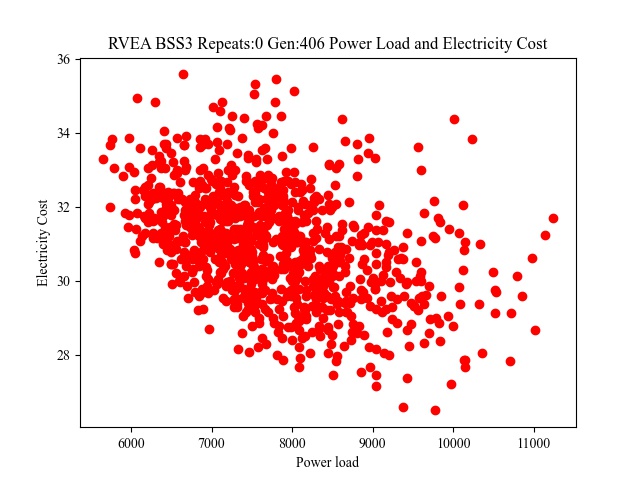 RVEA BSS3 Repeats:0 Gen:406 Power Load and Electricity Cost
36
34
32
30
28
Electricity Cost
6000 7000 8000 9000 10000 11000
Power load